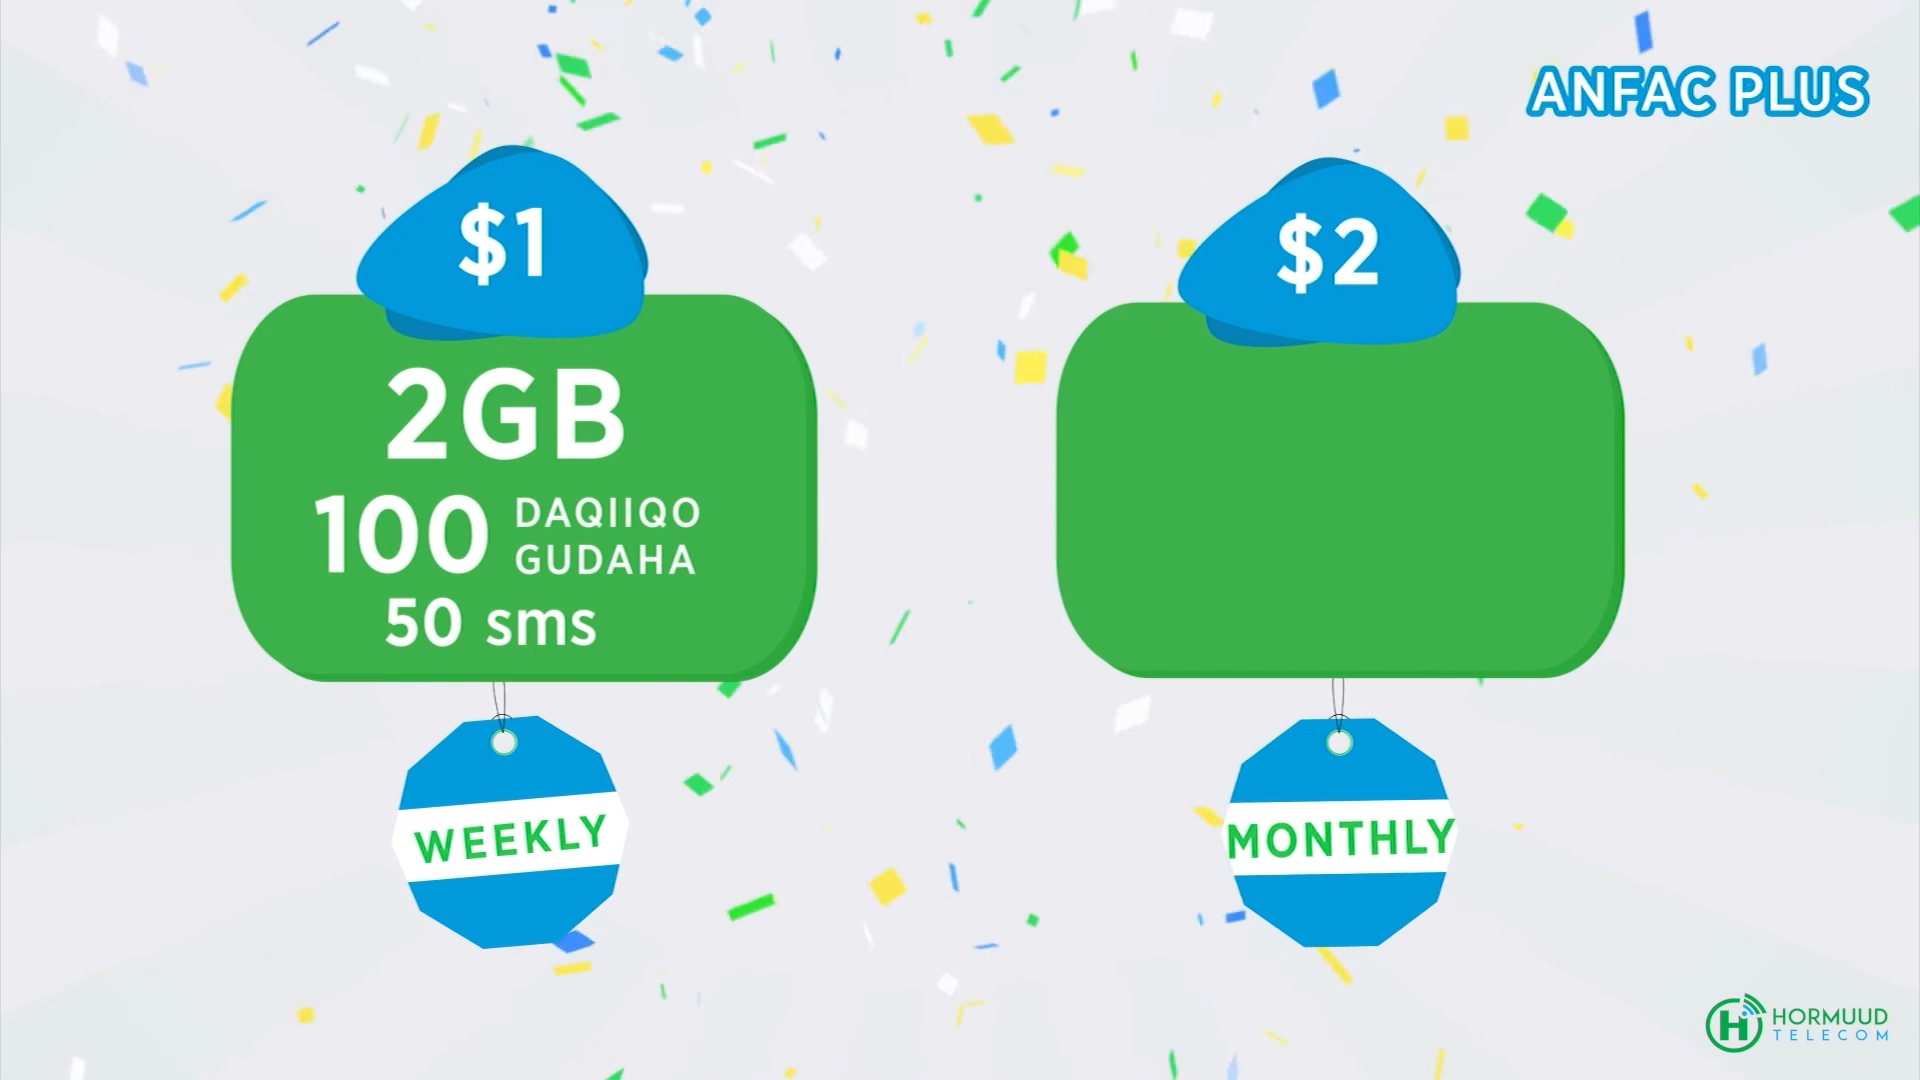 ANFAC PLUS
$1
2GB
100 DAQIIQO
GUDAHA
50 sms
WEEKLY
$2
MONTHLY
HORMUUD
TELECOM